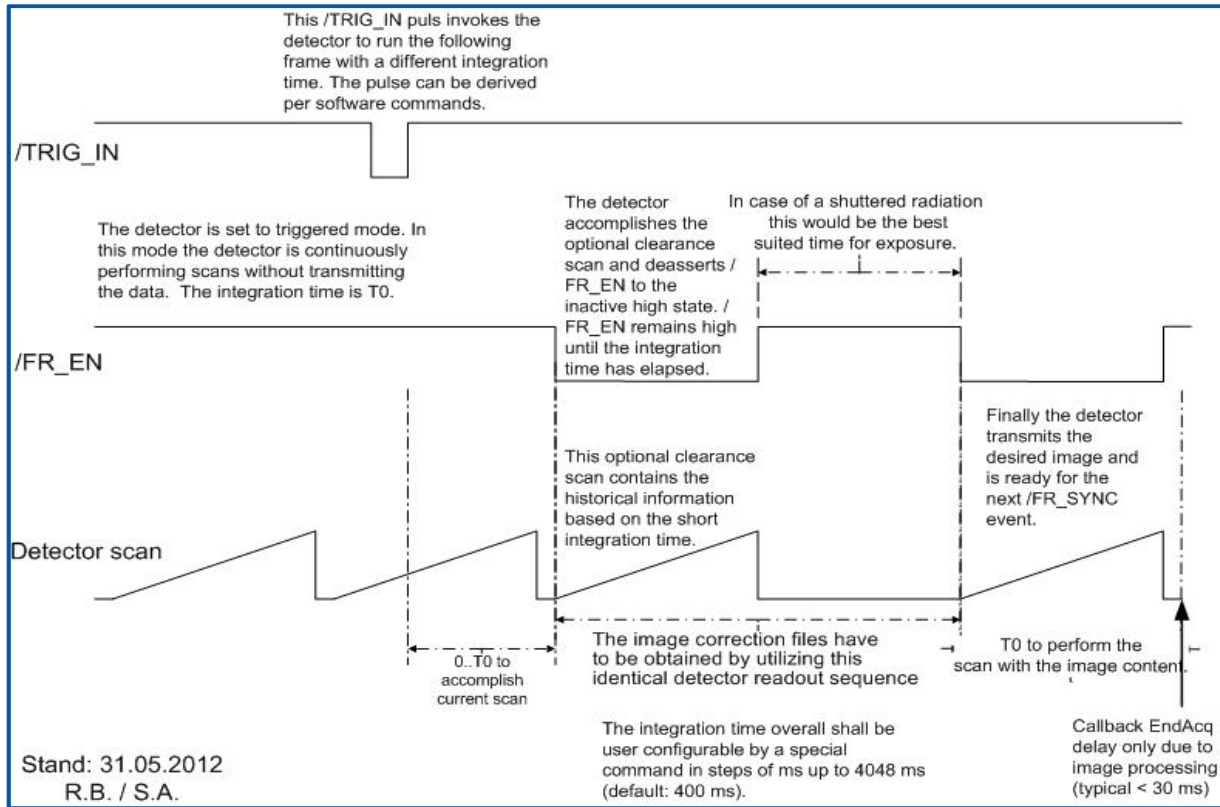 This /TRIG_IN puls invokes the
detector to run the following
frame with a different integration
time. The pulse can be derived
per software commands.
/TRIG_IN
The detector is set to triggered mode. In
this mode the detector is continuously
performing scans without transmitting
the data. The integration time is T0.
The detector
accomplishes the
optional clearance
scan and deasserts /
FR_EN to the
inactive high state. /
FR_EN remains high
until the integration
time has elapsed.
In case of a shuttered radiation
this would be the best
suited time for exposure.
/FR_EN
This optional clearance
scan contains the
historical information
based on the short
integration time.
Finally the detector
transmits the
desired image and
is ready for the
next /FR_SYNC
event.
Detector scan
0..T0 to
accomplish
current scan
The image correction files have
to be obtained by utilizing this
identical detector readout sequence
T0 to perform the
scan with the image content.
The integration time overall shall be
user configurable by a special
command in steps of ms up to 4048 ms
(default: 400 ms).
Callback EndAcq
delay only due to
image processing
(typical < 30 ms)
Stand: 31.05.2012
R.B. / S.A.